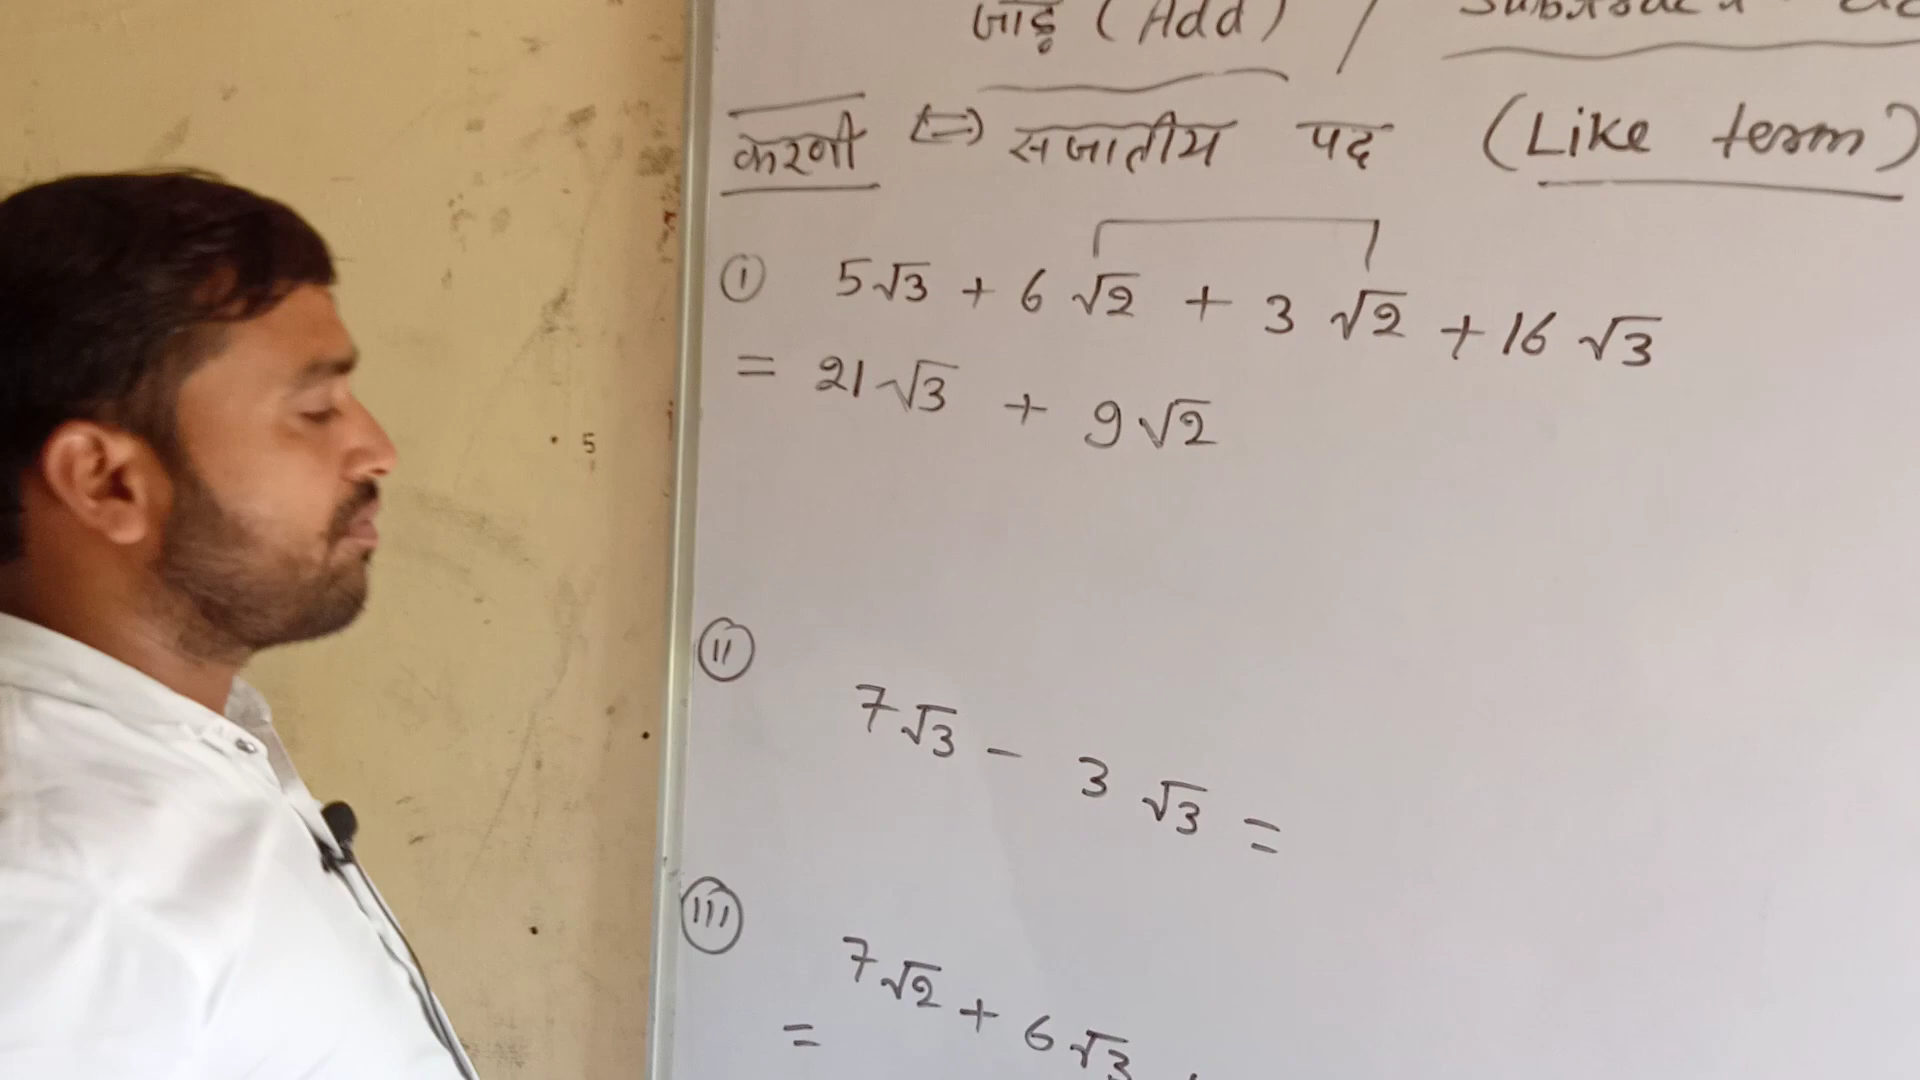 जोड़ (Add) /
करणी ⇔ सजातीय पद (Like term)
(i) 5√3 + 6√2 + 3√2 + 16√3
= 21√3 + 9√2
(ii)
7√3 - 3√3 =
(iii)
7√2 + 6√3
=
5